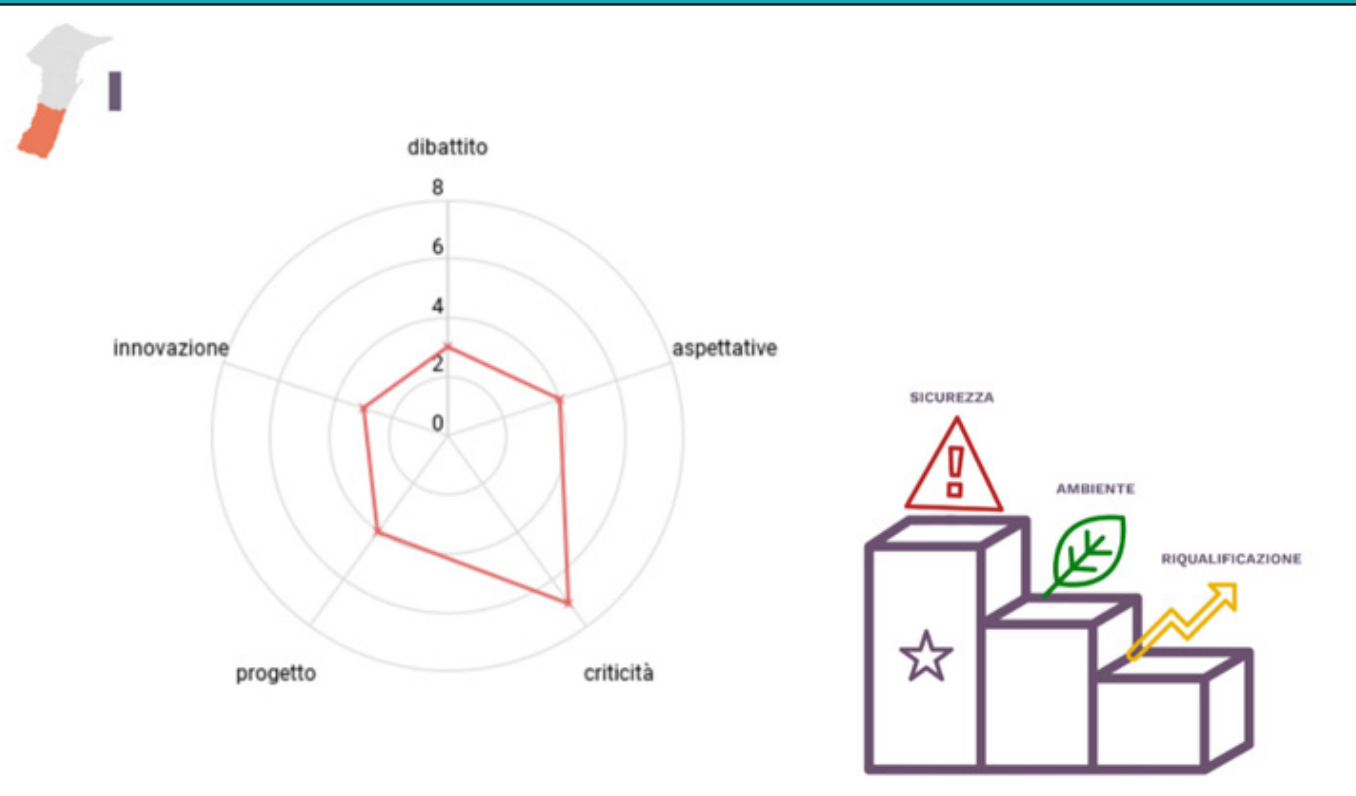 I
dibattito
8
6
4
2
0
innovazione
aspettative
progetto
criticità
SICUREZZA
AMBIENTE
RIQUALIFICAZIONE